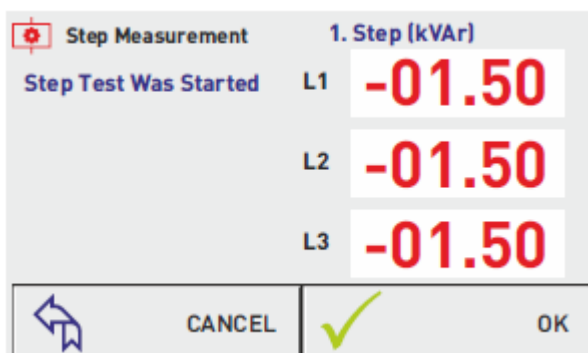 Step Measurement 1. Step (kVAr)
Step Test Was Started L1 -01.50
L2 -01.50
L3 -01.50
CANCEL OK